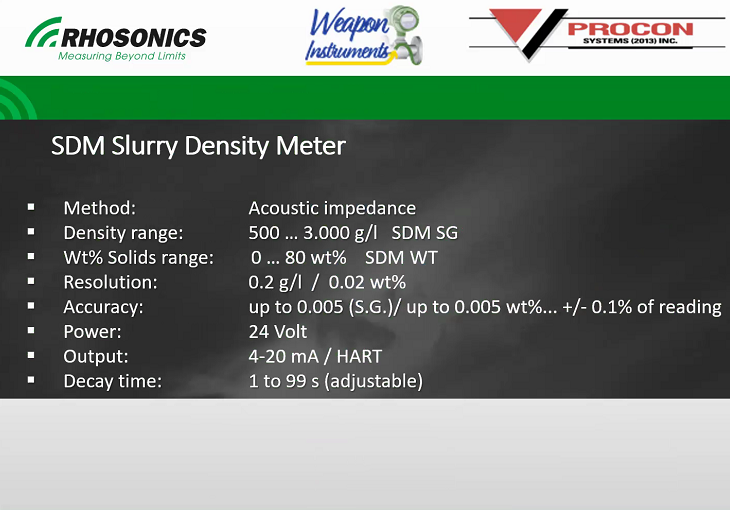 RHOSONICS
Measuring Beyond Limits
Weapon
Instruments
PROCON
SYSTEMS (2013) INC.
SDM Slurry Density Meter
▪ Method: Acoustic impedance
▪ Density range: 500 ... 3.000 g/l SDM SG
▪ Wt% Solids range: 0 ... 80 wt% SDM WT
▪ Resolution: 0.2 g/l / 0.02 wt%
▪ Accuracy: up to 0.005 (S.G.)/ up to 0.005 wt%... +/- 0.1% of reading
▪ Power: 24 Volt
▪ Output: 4-20 mA / HART
▪ Decay time: 1 to 99 s (adjustable)